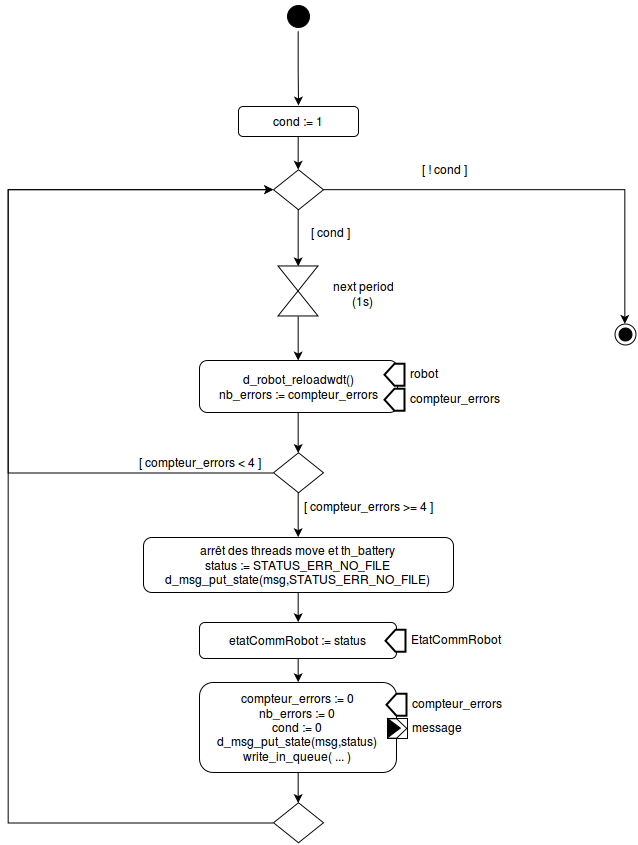 cond := 1
[ ! cond ]
[ cond ]
next period
(1s)
d_robot_reloadwdt()
nb_errors := compteur_errors
robot
compteur_errors
[ compteur_errors < 4 ]
[ compteur_errors >= 4 ]
arrêt des threads move et th_battery
status := STATUS_ERR_NO_FILE
d_msg_put_state(msg,STATUS_ERR_NO_FILE)
etatCommRobot := status
EtatCommRobot
compteur_errors := 0
nb_errors := 0
cond := 0
d_msg_put_state(msg,status)
write_in_queue( ... )
compteur_errors
message